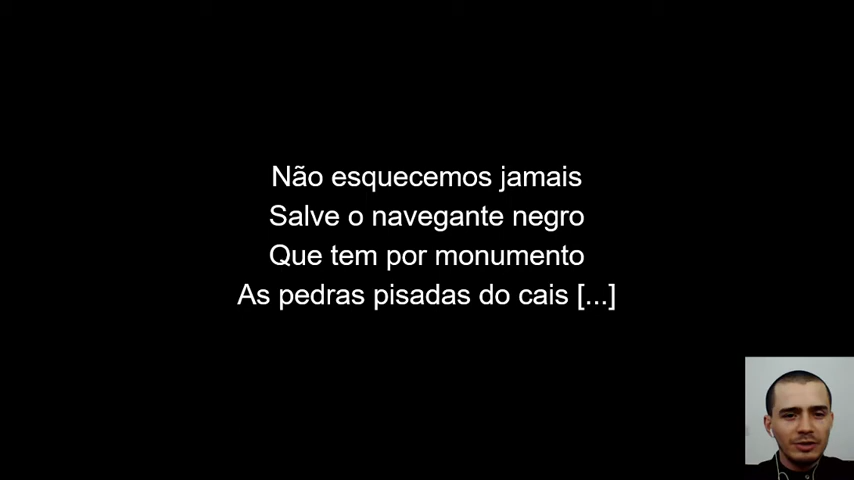 Não esquecemos jamais
Salve o navegante negro
Que tem por monumento
As pedras pisadas do cais [...]